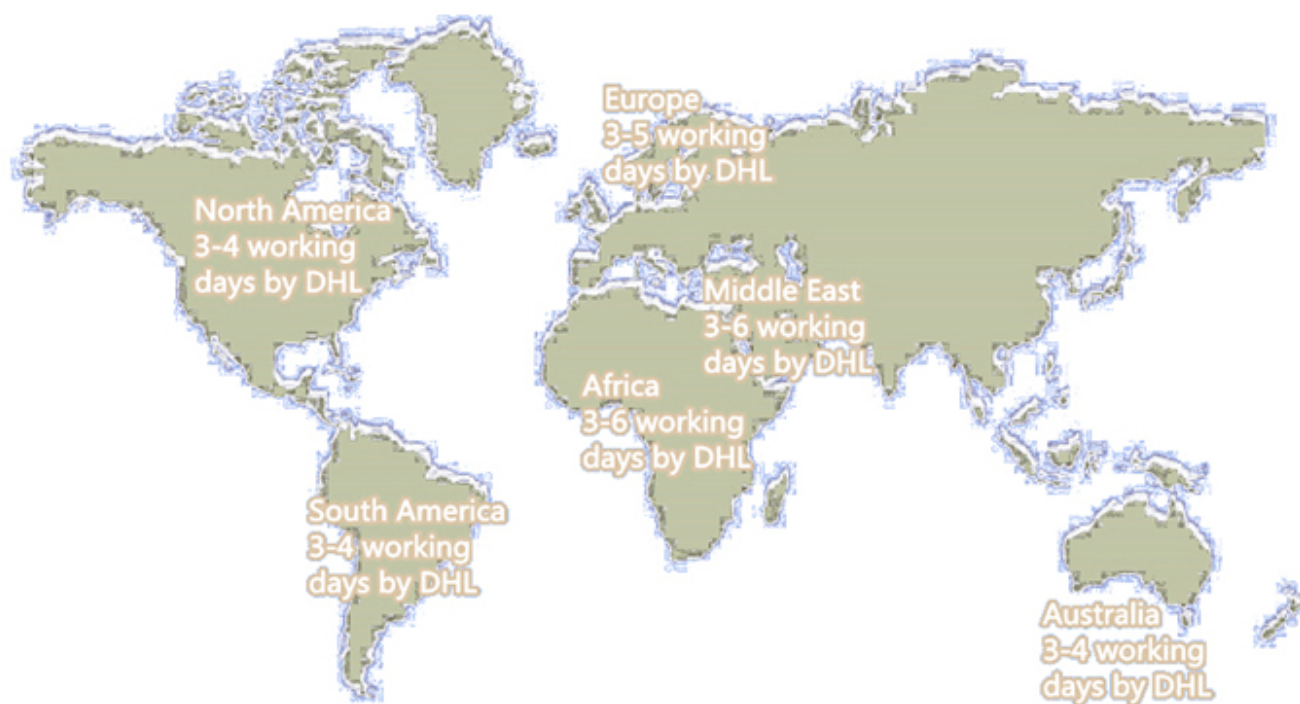 Europe
3-5 working
days by DHL
North America
3-4 working
days by DHL
Middle East
3-6 working
days by DHL
Africa
3-6 working
days by DHL
South America
3-4 working
days by DHL
Australia
3-4 working
days by DHL